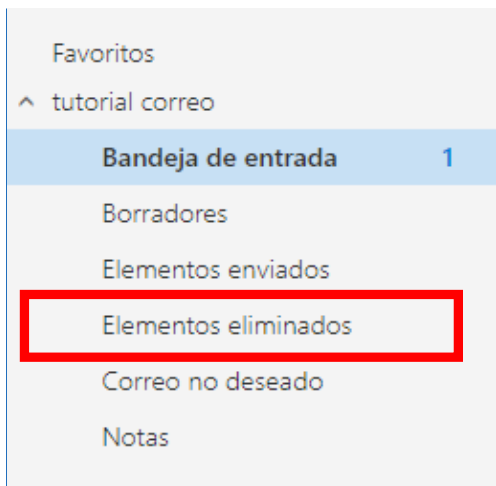 Favoritos
tutorial correo
Bandeja de entrada 1
Borradores
Elementos enviados
Elementos eliminados
Correo no deseado
Notas